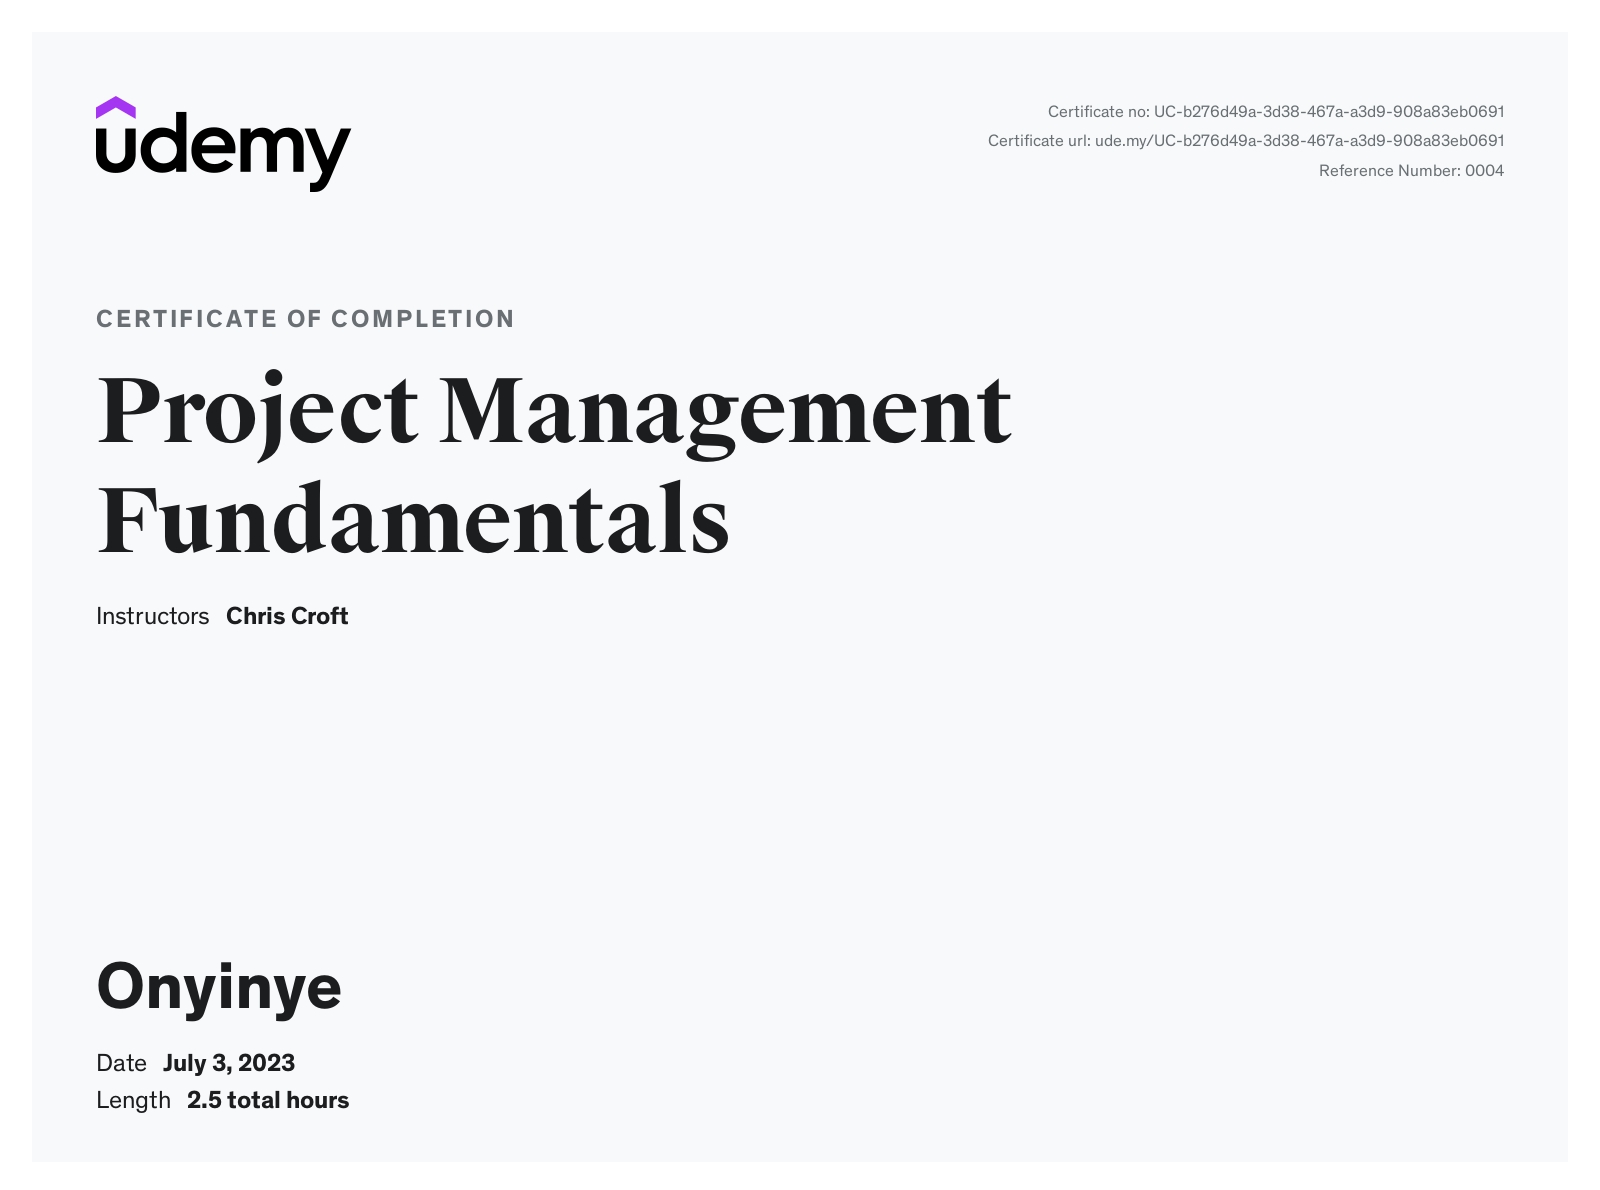 udemy
Certificate no: UC-b276d49a-3d38-467a-a3d9-908a83eb0691
Certificate url: ude.my/UC-b276d49a-3d38-467a-a3d9-908a83eb0691
Reference Number: 0004
CERTIFICATE OF COMPLETION
Project Management
Fundamentals
Instructors Chris Croft
Onyinye
Date July 3, 2023
Length 2.5 total hours